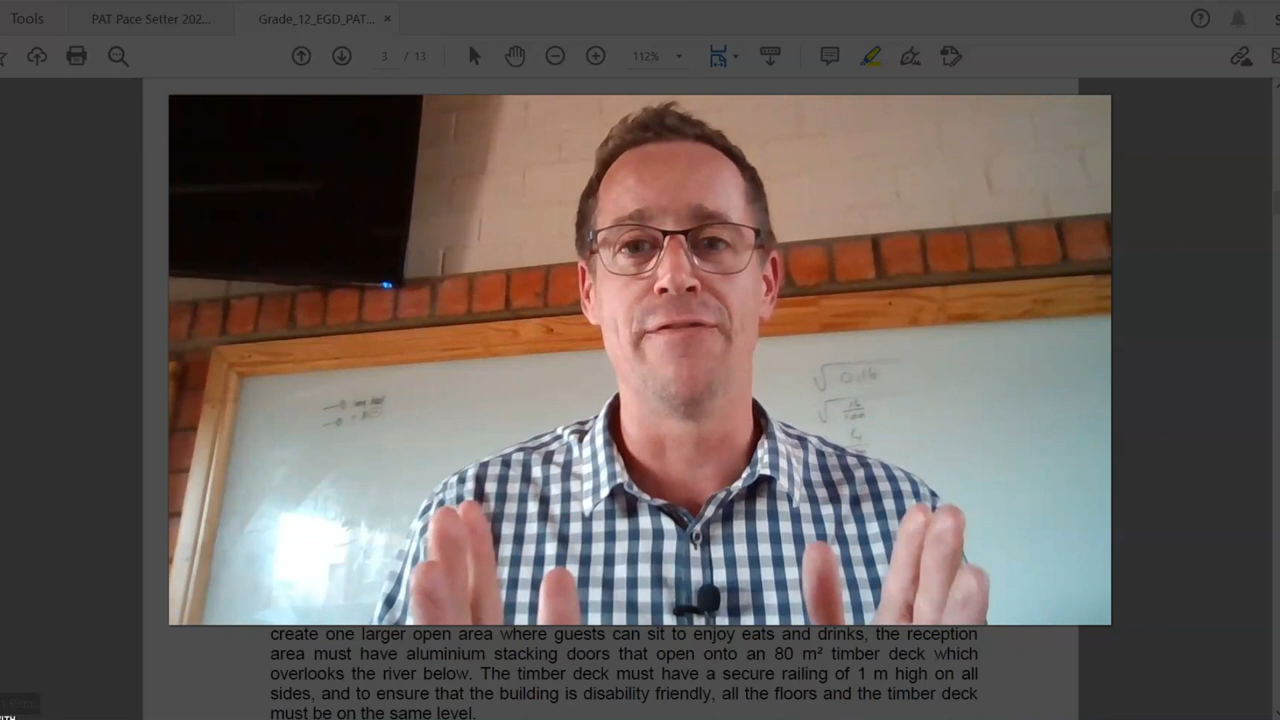 Tools
PAT Pace Setter 202...
Grade_12_EGD_PAT...
3 / 13
112%
create one larger open area where guests can sit to enjoy eats and drinks, the reception
area must have aluminium stacking doors that open onto an 80 m² timber deck which
overlooks the river below. The timber deck must have a secure railing of 1 m high on all
sides, and to ensure that the building is disability friendly, all the floors and the timber deck
must be on the same level.